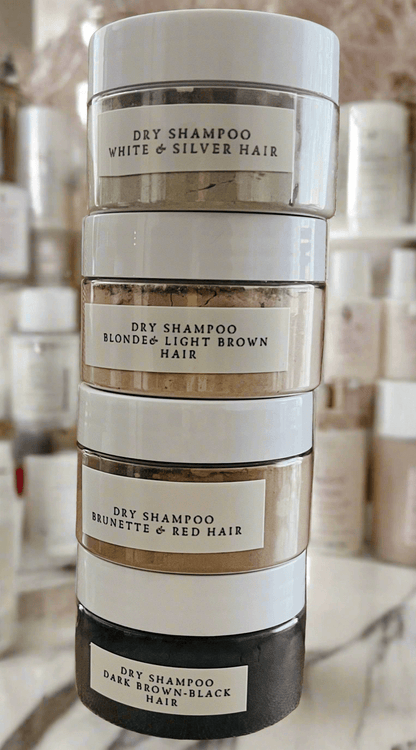 DRY SHAMPOO
WHITE & SILVER HAIR
DRY SHAMPOO
BLONDE& LIGHT BROWN
HAIR
DRY SHAMPOO
BRUNETTE & RED HAIR
DRY SHAMPOO
DARK BROWN-BLACK
HAIR